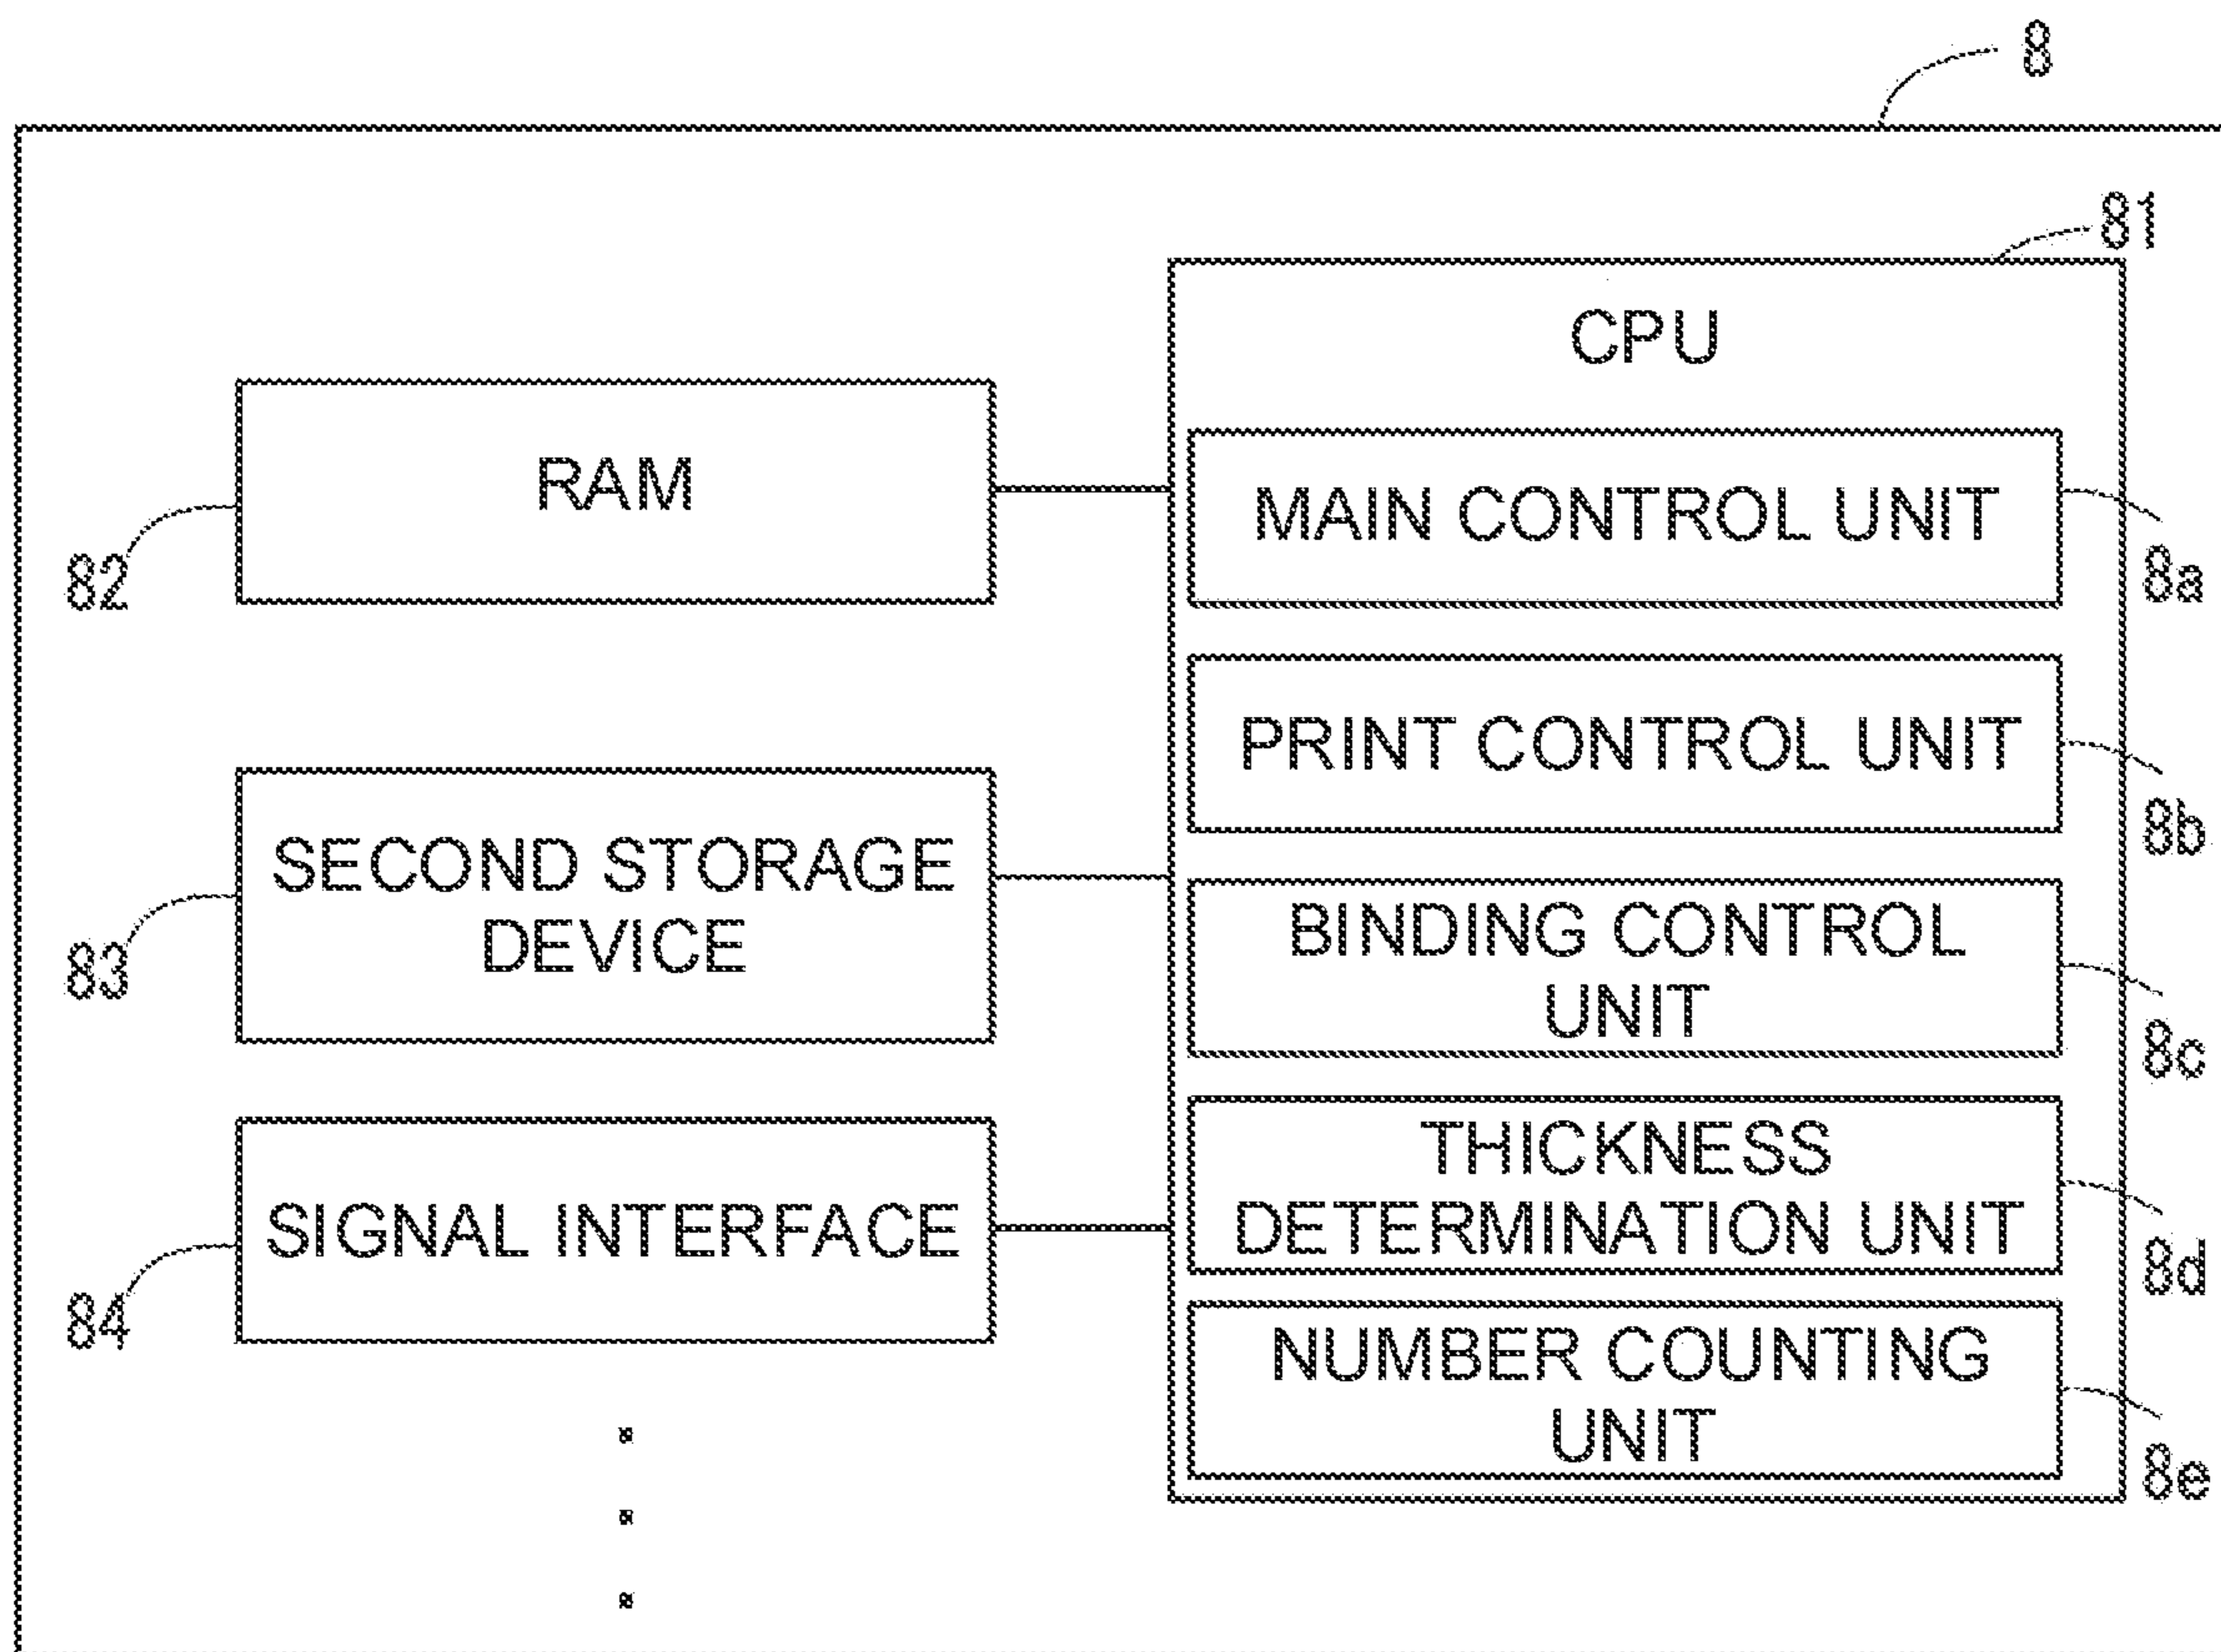 8
81
CPU
RAM
82
MAIN CONTROL UNIT
8a
PRINT CONTROL UNIT
8b
SECOND STORAGE
DEVICE
83
BINDING CONTROL
UNIT
8c
SIGNAL INTERFACE
84
THICKNESS
DETERMINATION UNIT
8d
NUMBER COUNTING
UNIT
8e